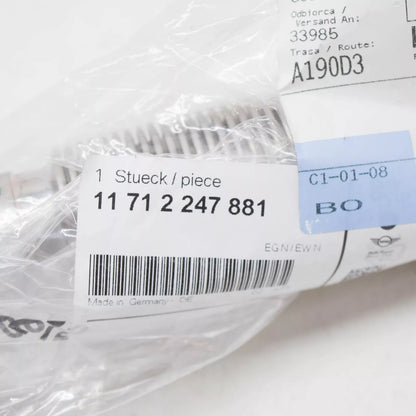 Odbiorca /
Versand An:
33985
Trasa / Route:
A190D3
C1-01-08
BO
1 Stueck / piece
11 71 2 247 881
EGN/EWN
Made in Germany DE